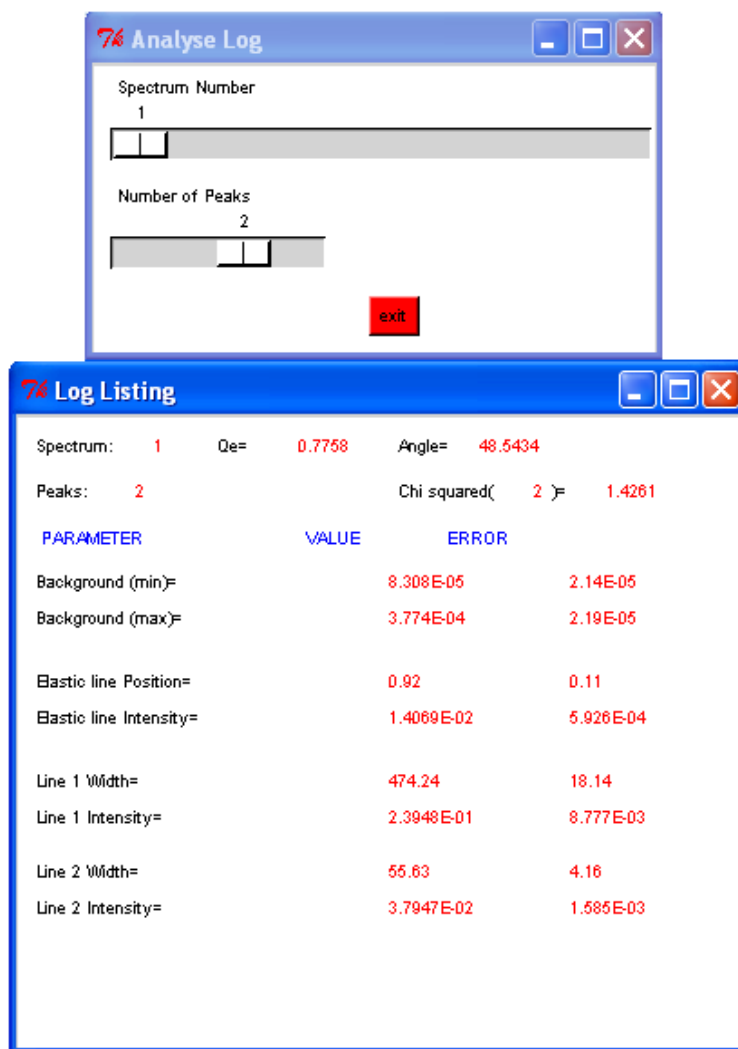 Analyse Log
Spectrum Number
1
Number of Peaks
2
exit
Log Listing
Spectrum: 1 Qe= 0.7758 Angle= 48.5434
Peaks: 2 Chi squared( 2 )= 1.4261
PARAMETER VALUE ERROR
Background (min)= 8.308E-05 2.14E-05
Background (max)= 3.774E-04 2.19E-05
Elastic line Position= 0.92 0.11
Elastic line Intensity= 1.4069E-02 5.926E-04
Line 1 Width= 474.24 18.14
Line 1 Intensity= 2.3948E-01 8.777E-03
Line 2 Width= 55.63 4.16
Line 2 Intensity= 3.7947E-02 1.585E-03